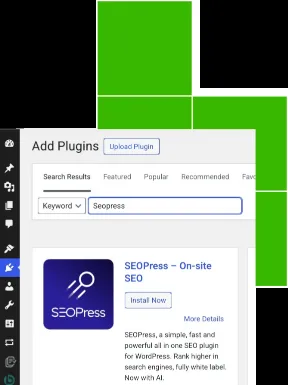 Add Plugins Upload Plugin
Search Results Featured Popular Recommended
Keyword Seopress
SEOPress
SEOPress – On-site
SEO
Install Now
More Details
SEOPress, a simple, fast and
powerful all in one SEO plugin
for WordPress. Rank higher in
search engines, fully white label.
Now with AI.